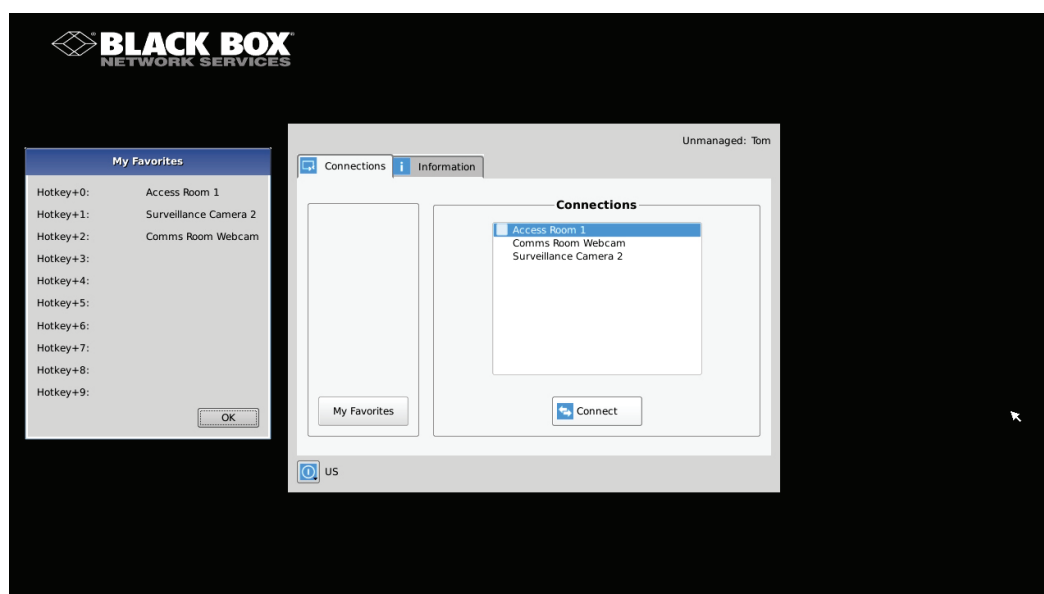 BLACK BOX
NETWORK SERVICES
My Favorites
Hotkey+0: Access Room 1
Hotkey+1: Surveillance Camera 2
Hotkey+2: Comms Room Webcam
Hotkey+3:
Hotkey+4:
Hotkey+5:
Hotkey+6:
Hotkey+7:
Hotkey+8:
Hotkey+9:
OK
Unmanaged: Tom
Connections
i Information
Connections
Access Room 1
Comms Room Webcam
Surveillance Camera 2
My Favorites
Connect
US